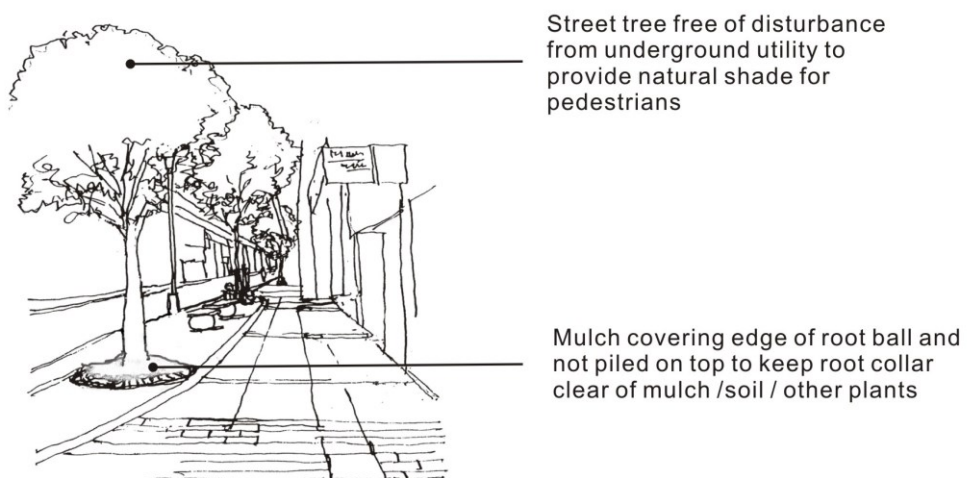 Street tree free of disturbance
from underground utility to
provide natural shade for
pedestrians
Mulch covering edge of root ball and
not piled on top to keep root collar
clear of mulch /soil / other plants